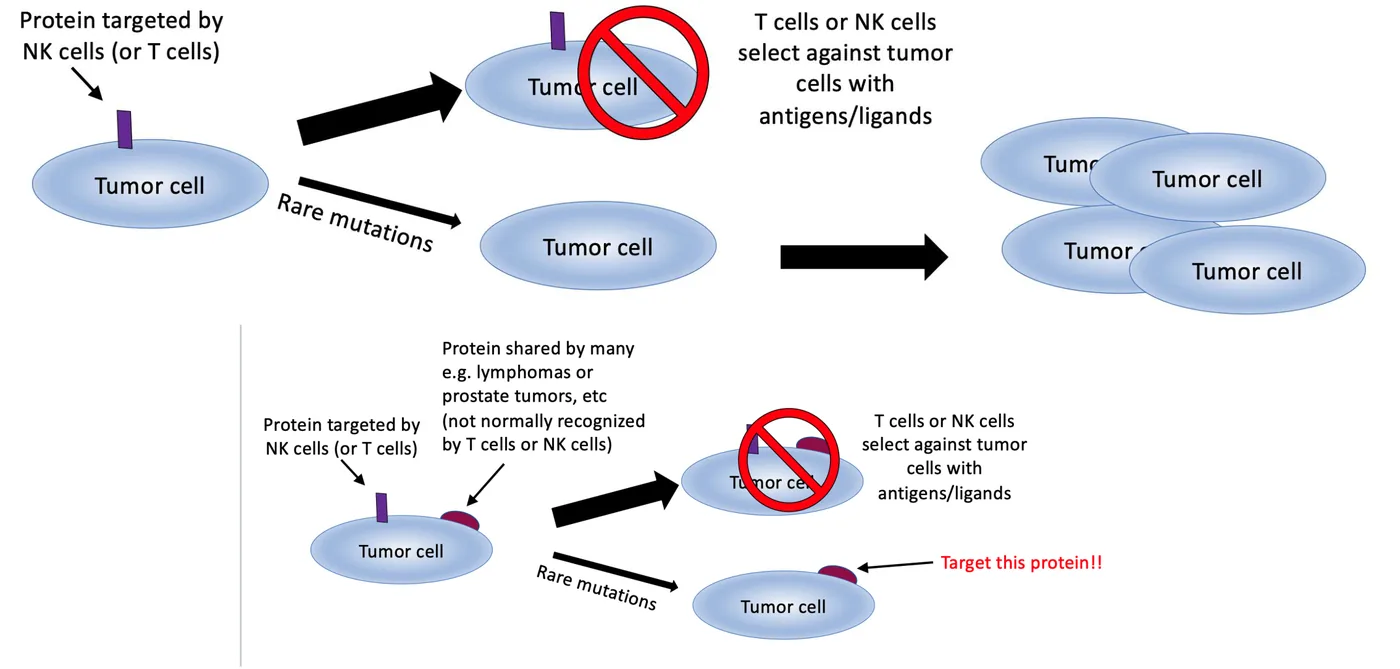 Protein targeted by
NK cells (or T cells)
Tumor cell
Tumor cell
T cells or NK cells
select against tumor
cells with
antigens/ligands
Rare mutations
Tumor cell
Tumor cell
Tumor
Tumor cell
Protein shared by many
e.g. lymphomas or
prostate tumors, etc
(not normally recognized
by T cells or NK cells)
Protein targeted by
NK cells (or T cells)
Tumor cell
Tumor cell
T cells or NK cells
select against tumor
cells with
antigens/ligands
Rare mutations
Tumor cell
Target this protein!!